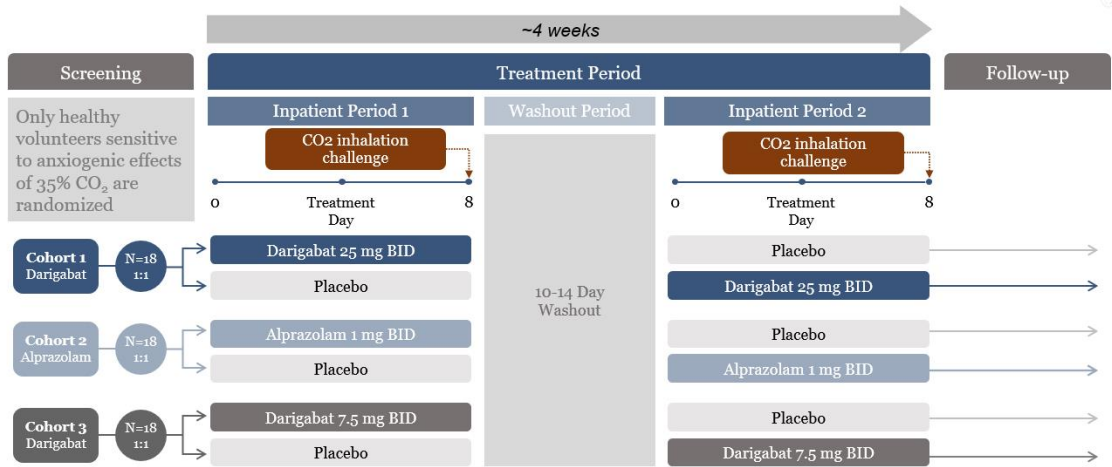 ~4 weeks
Screening
Treatment Period
Follow-up
Only healthy
volunteers sensitive
to anxiogenic effects
of 35% CO₂ are
randomized
Inpatient Period 1
Washout Period
Inpatient Period 2
CO2 inhalation
challenge
CO2 inhalation
challenge
0
Treatment
Day
8
0
Treatment
Day
8
Cohort 1
Darigabat
N=18
1:1
Darigabat 25 mg BID
Placebo
Placebo
Darigabat 25 mg BID
10-14 Day
Washout
Cohort 2
Alprazolam
N=18
1:1
Alprazolam 1 mg BID
Placebo
Placebo
Alprazolam 1 mg BID
Cohort 3
Darigabat
N=18
1:1
Darigabat 7.5 mg BID
Placebo
Placebo
Darigabat 7.5 mg BID